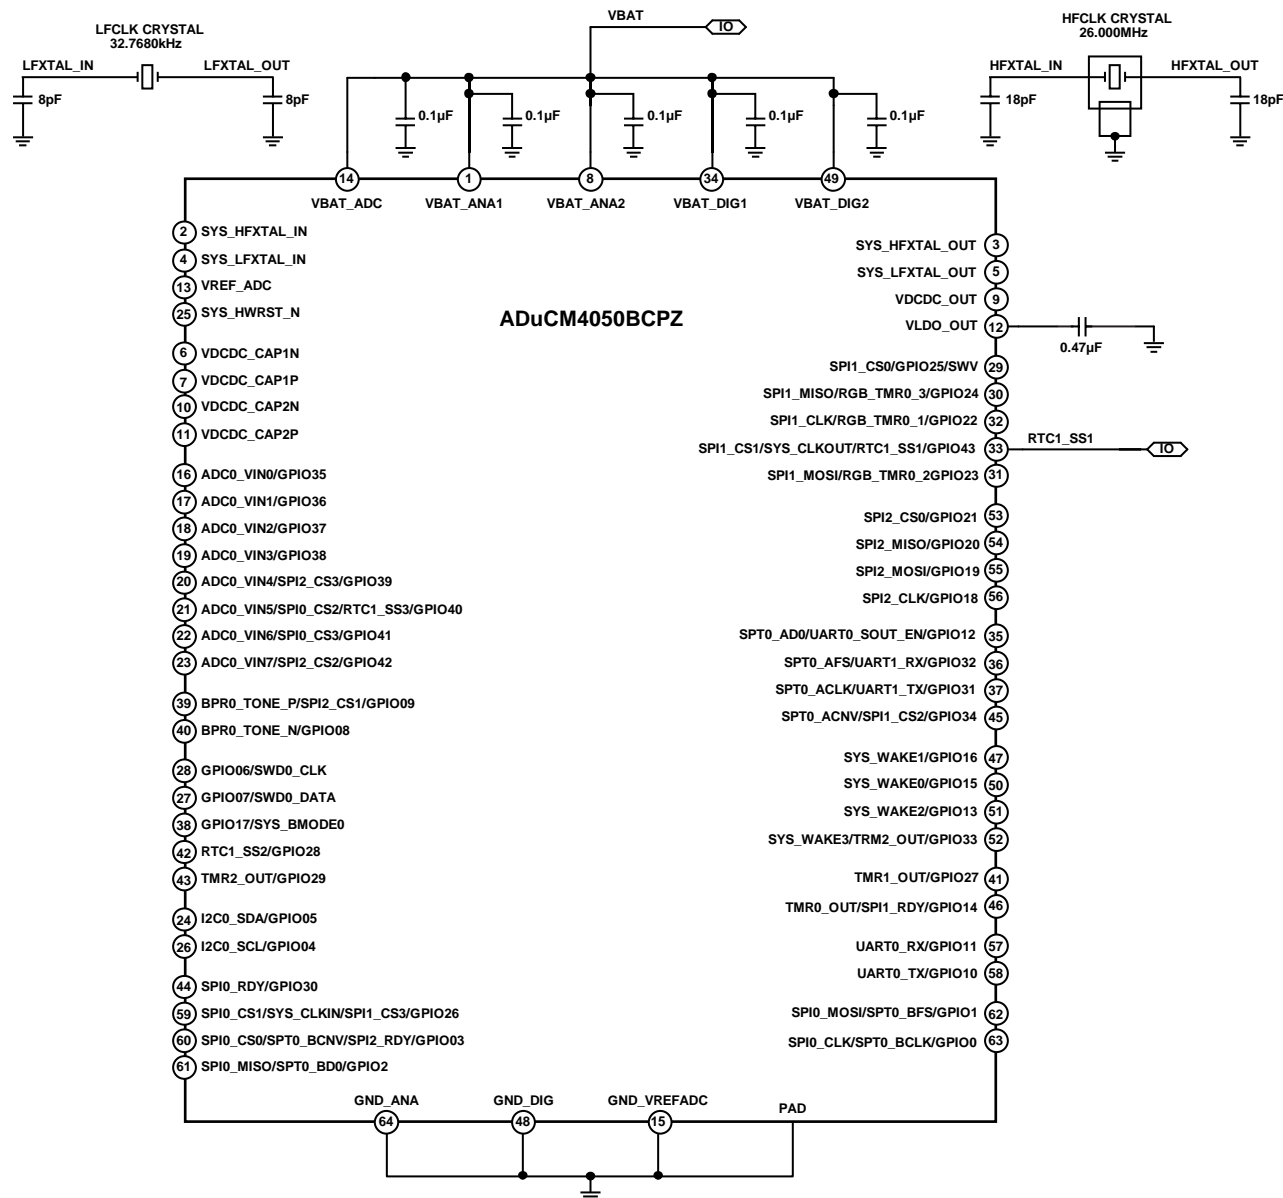 VBAT
IO
LFCLK CRYSTAL
32.7680kHz
LFXTAL_IN
LFXTAL_OUT
8pF
8pF
HFCLK CRYSTAL
26.000MHz
HFXTAL_IN
HFXTAL_OUT
18pF
18pF
0.1µF
0.1µF
0.1µF
0.1µF
0.1µF
14
1
8
34
49
VBAT_ADC
VBAT_ANA1
VBAT_ANA2
VBAT_DIG1
VBAT_DIG2
ADuCM4050BCPZ
2 SYS_HFXTAL_IN
4 SYS_LFXTAL_IN
13 VREF_ADC
25 SYS_HWRST_N
6 VDCDC_CAP1N
7 VDCDC_CAP1P
10 VDCDC_CAP2N
11 VDCDC_CAP2P
16 ADC0_VIN0/GPIO35
17 ADC0_VIN1/GPIO36
18 ADC0_VIN2/GPIO37
19 ADC0_VIN3/GPIO38
20 ADC0_VIN4/SPI2_CS3/GPIO39
21 ADC0_VIN5/SPI0_CS2/RTC1_SS3/GPIO40
22 ADC0_VIN6/SPI0_CS3/GPIO41
23 ADC0_VIN7/SPI2_CS2/GPIO42
39 BPR0_TONE_P/SPI2_CS1/GPIO09
40 BPR0_TONE_N/GPIO08
28 GPIO06/SWD0_CLK
27 GPIO07/SWD0_DATA
38 GPIO17/SYS_BMODE0
42 RTC1_SS2/GPIO28
43 TMR2_OUT/GPIO29
24 I2C0_SDA/GPIO05
26 I2C0_SCL/GPIO04
44 SPI0_RDY/GPIO30
59 SPI0_CS1/SYS_CLKIN/SPI1_CS3/GPIO26
60 SPI0_CS0/SPT0_BCNV/SPI2_RDY/GPIO03
61 SPI0_MISO/SPT0_BD0/GPIO2
SYS_HFXTAL_OUT 3
SYS_LFXTAL_OUT 5
VDCDC_OUT 9
VLDO_OUT 12
0.47µF
SPI1_CS0/GPIO25/SWV 29
SPI1_MISO/RGB_TMR0_3/GPIO24 30
SPI1_CLK/RGB_TMR0_1/GPIO22 32
SPI1_CS1/SYS_CLKOUT/RTC1_SS1/GPIO43 33
RTC1_SS1
IO
SPI1_MOSI/RGB_TMR0_2GPIO23 31
SPI2_CS0/GPIO21 53
SPI2_MISO/GPIO20 54
SPI2_MOSI/GPIO19 55
SPI2_CLK/GPIO18 56
SPT0_AD0/UART0_SOUT_EN/GPIO12 35
SPT0_AFS/UART1_RX/GPIO32 36
SPT0_ACLK/UART1_TX/GPIO31 37
SPT0_ACNV/SPI1_CS2/GPIO34 45
SYS_WAKE1/GPIO16 47
SYS_WAKE0/GPIO15 50
SYS_WAKE2/GPIO13 51
SYS_WAKE3/TRM2_OUT/GPIO33 52
TMR1_OUT/GPIO27 41
TMR0_OUT/SPI1_RDY/GPIO14 46
UART0_RX/GPIO11 57
UART0_TX/GPIO10 58
SPI0_MOSI/SPT0_BFS/GPIO1 62
SPI0_CLK/SPT0_BCLK/GPIO0 63
GND_ANA
GND_DIG
GND_VREFADC
PAD
64
48
15